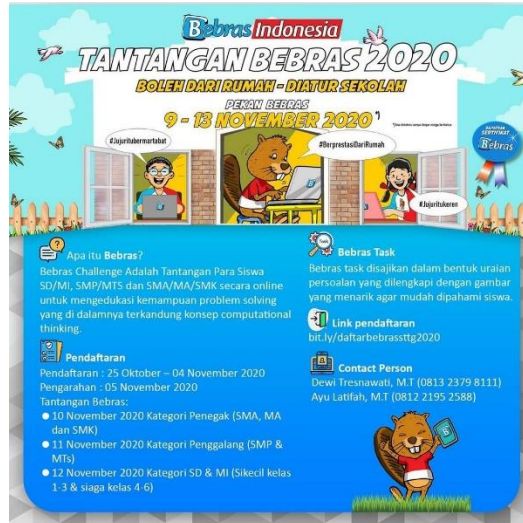 Bebras Indonesia
TANTANGAN BEBRAS 2020
BOLEH DARI RUMAH - DIATUR SEKOLAH
PEKAN BEBRAS
9 - 13 NOVEMBER 2020 *)
#Jujuritubermartabat
#BerprestasiDariRumah
#Jujuritukeren
SERTIFIKAT
Bebras
Apa itu Bebras?
Bebras Challenge Adalah Tantangan Para Siswa
SD/MI, SMP/MTS dan SMA/MA/SMK secara online
untuk mengedukasi kemampuan problem solving
yang di dalamnya terkandung konsep computational
thinking.
Pendaftaran
Pendaftaran : 25 Oktober – 04 November 2020
Pengarahan : 05 November 2020
Tantangan Bebras:
● 10 November 2020 Kategori Penegak (SMA, MA
dan SMK)
● 11 November 2020 Kategori Penggalang (SMP &
MTs)
● 12 November 2020 Kategori SD & MI (Sikecil kelas
1-3 & siaga kelas 4-6)
Task
Bebras Task
Bebras task disajikan dalam bentuk uraian
persoalan yang dilengkapi dengan gambar
yang menarik agar mudah dipahami siswa.
Link pendaftaran
bit.ly/daftarbebrassttg2020
Contact Person
Dewi Tresnawati, M.T (0813 2379 8111)
Ayu Latifah, M.T (0812 2195 2588)